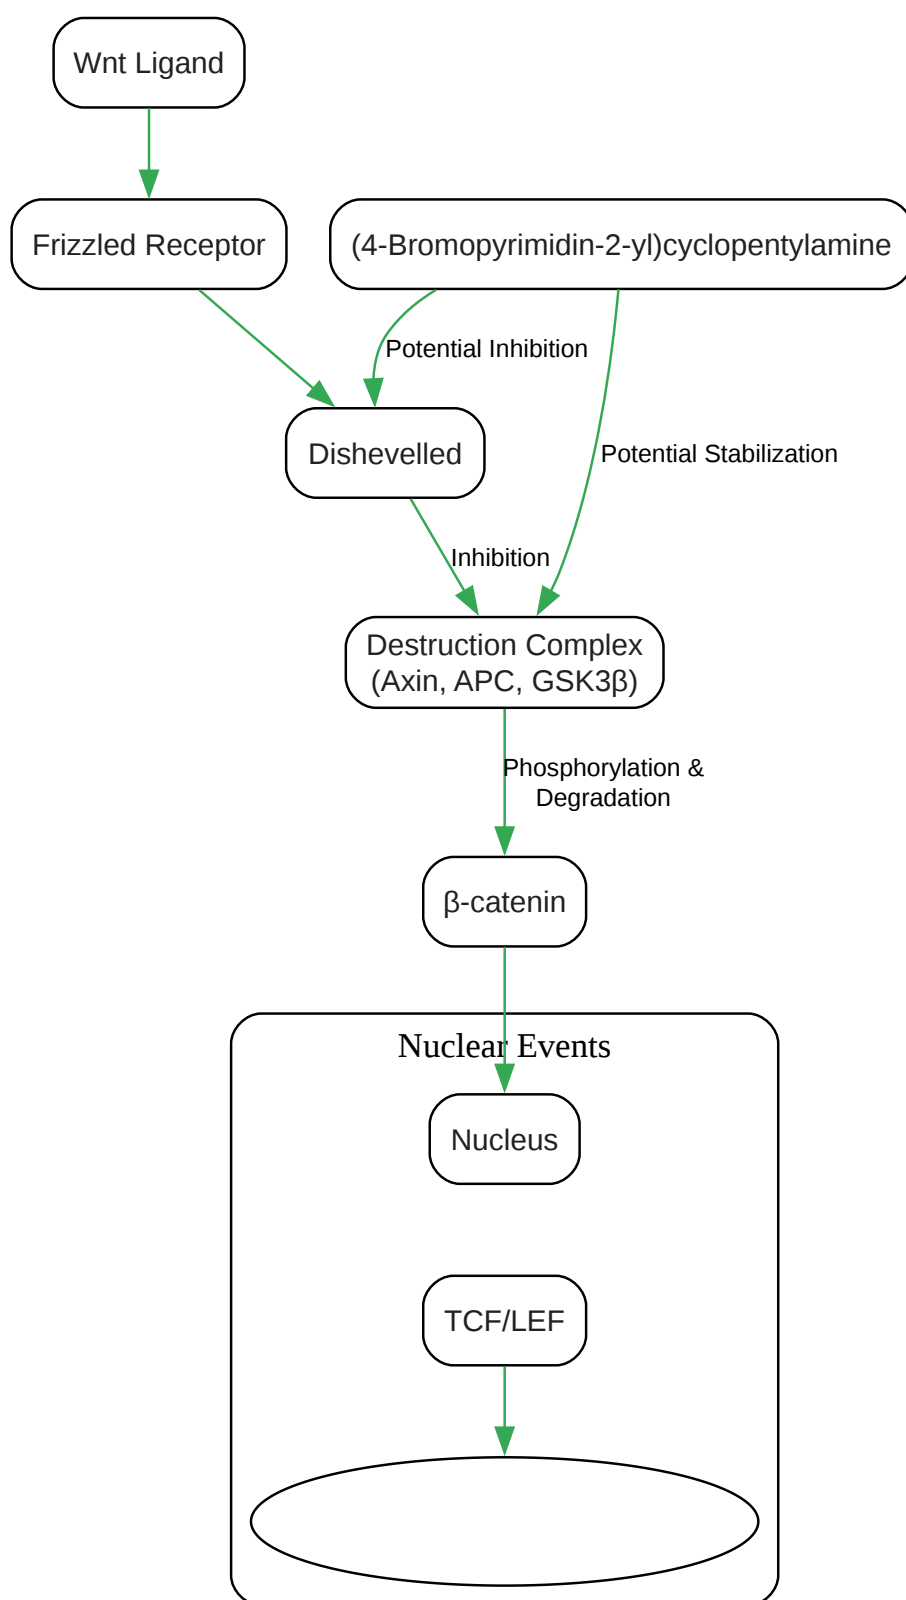 Wnt Ligand
Frizzled Receptor
(4-Bromopyrimidin-2-yl)cyclopentylamine
Potential Inhibition
Dishevelled
Potential Stabilization
Inhibition
Destruction Complex
(Axin, APC, GSK3β)
Phosphorylation &
Degradation
β-catenin
Nuclear Events
Nucleus
TCF/LEF